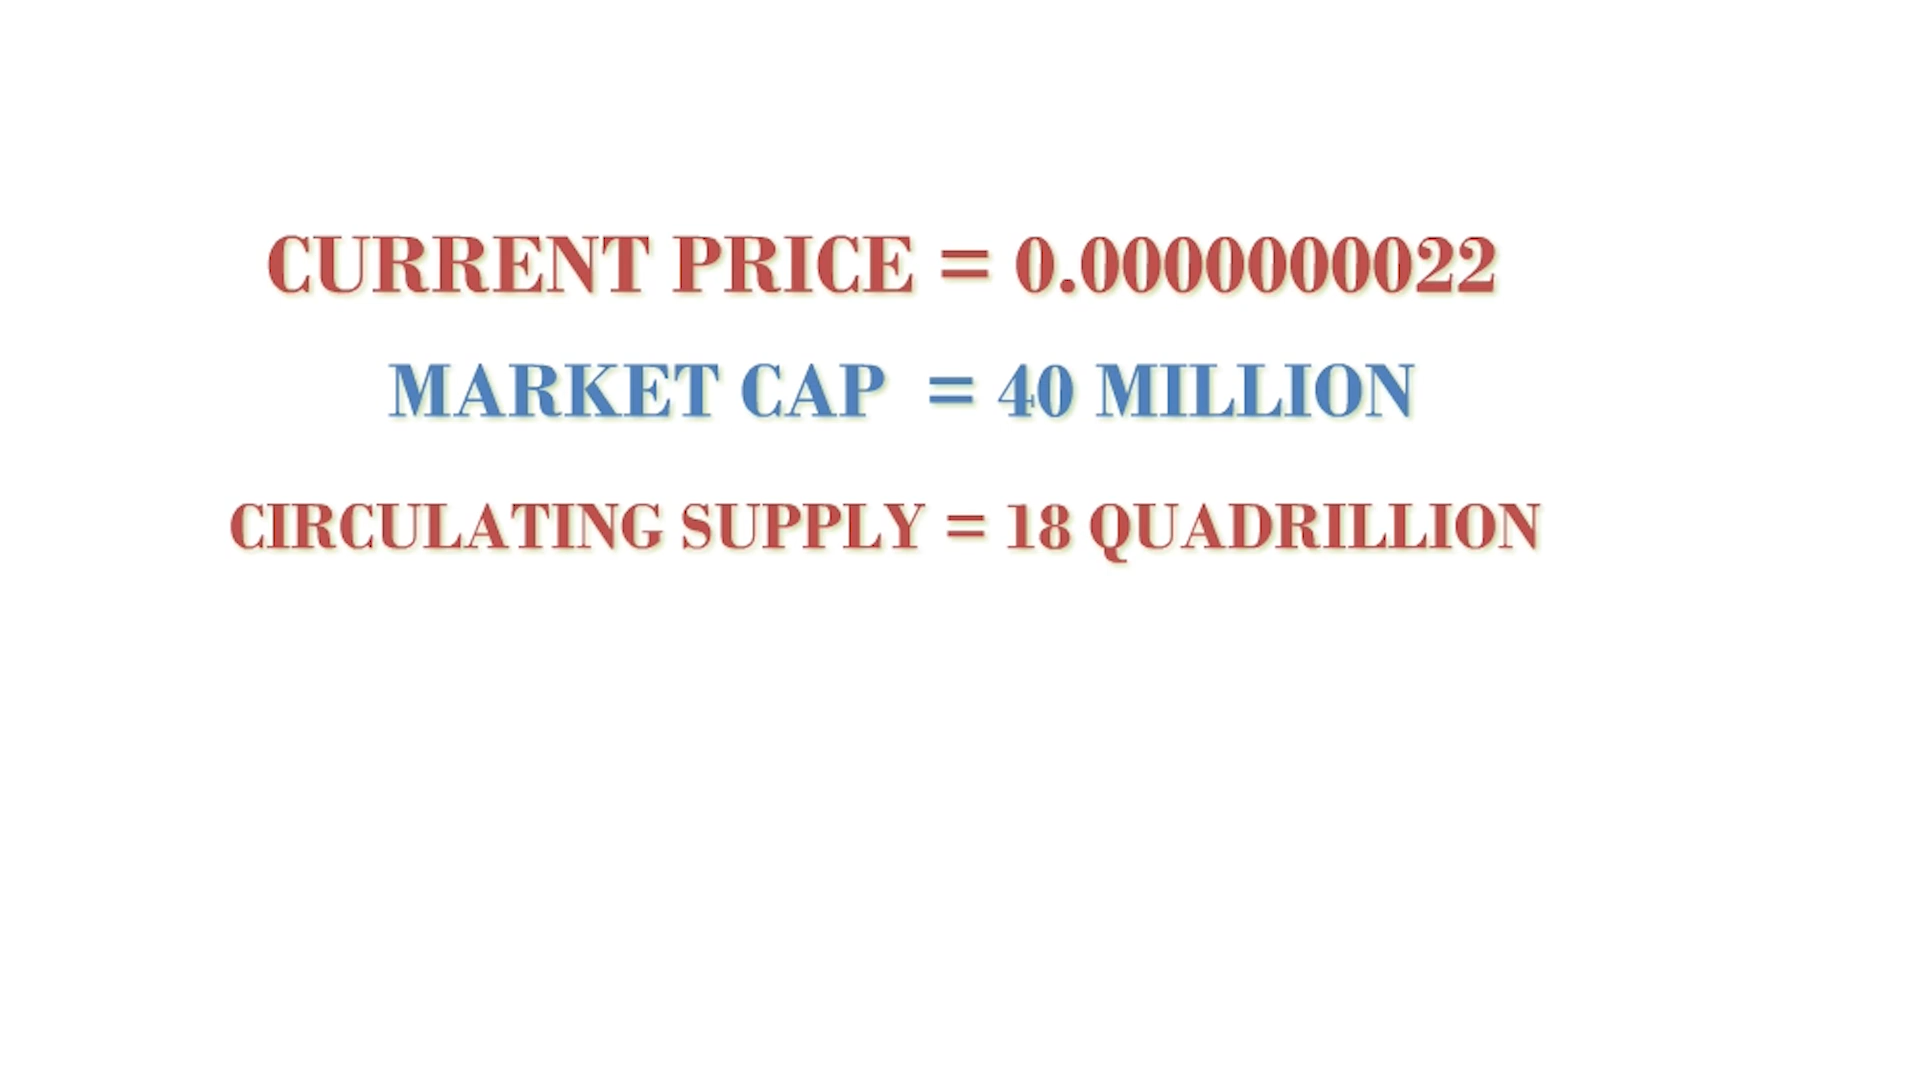 CURRENT PRICE = 0.0000000022
MARKET CAP = 40 MILLION
CIRCULATING SUPPLY = 18 QUADRILLION